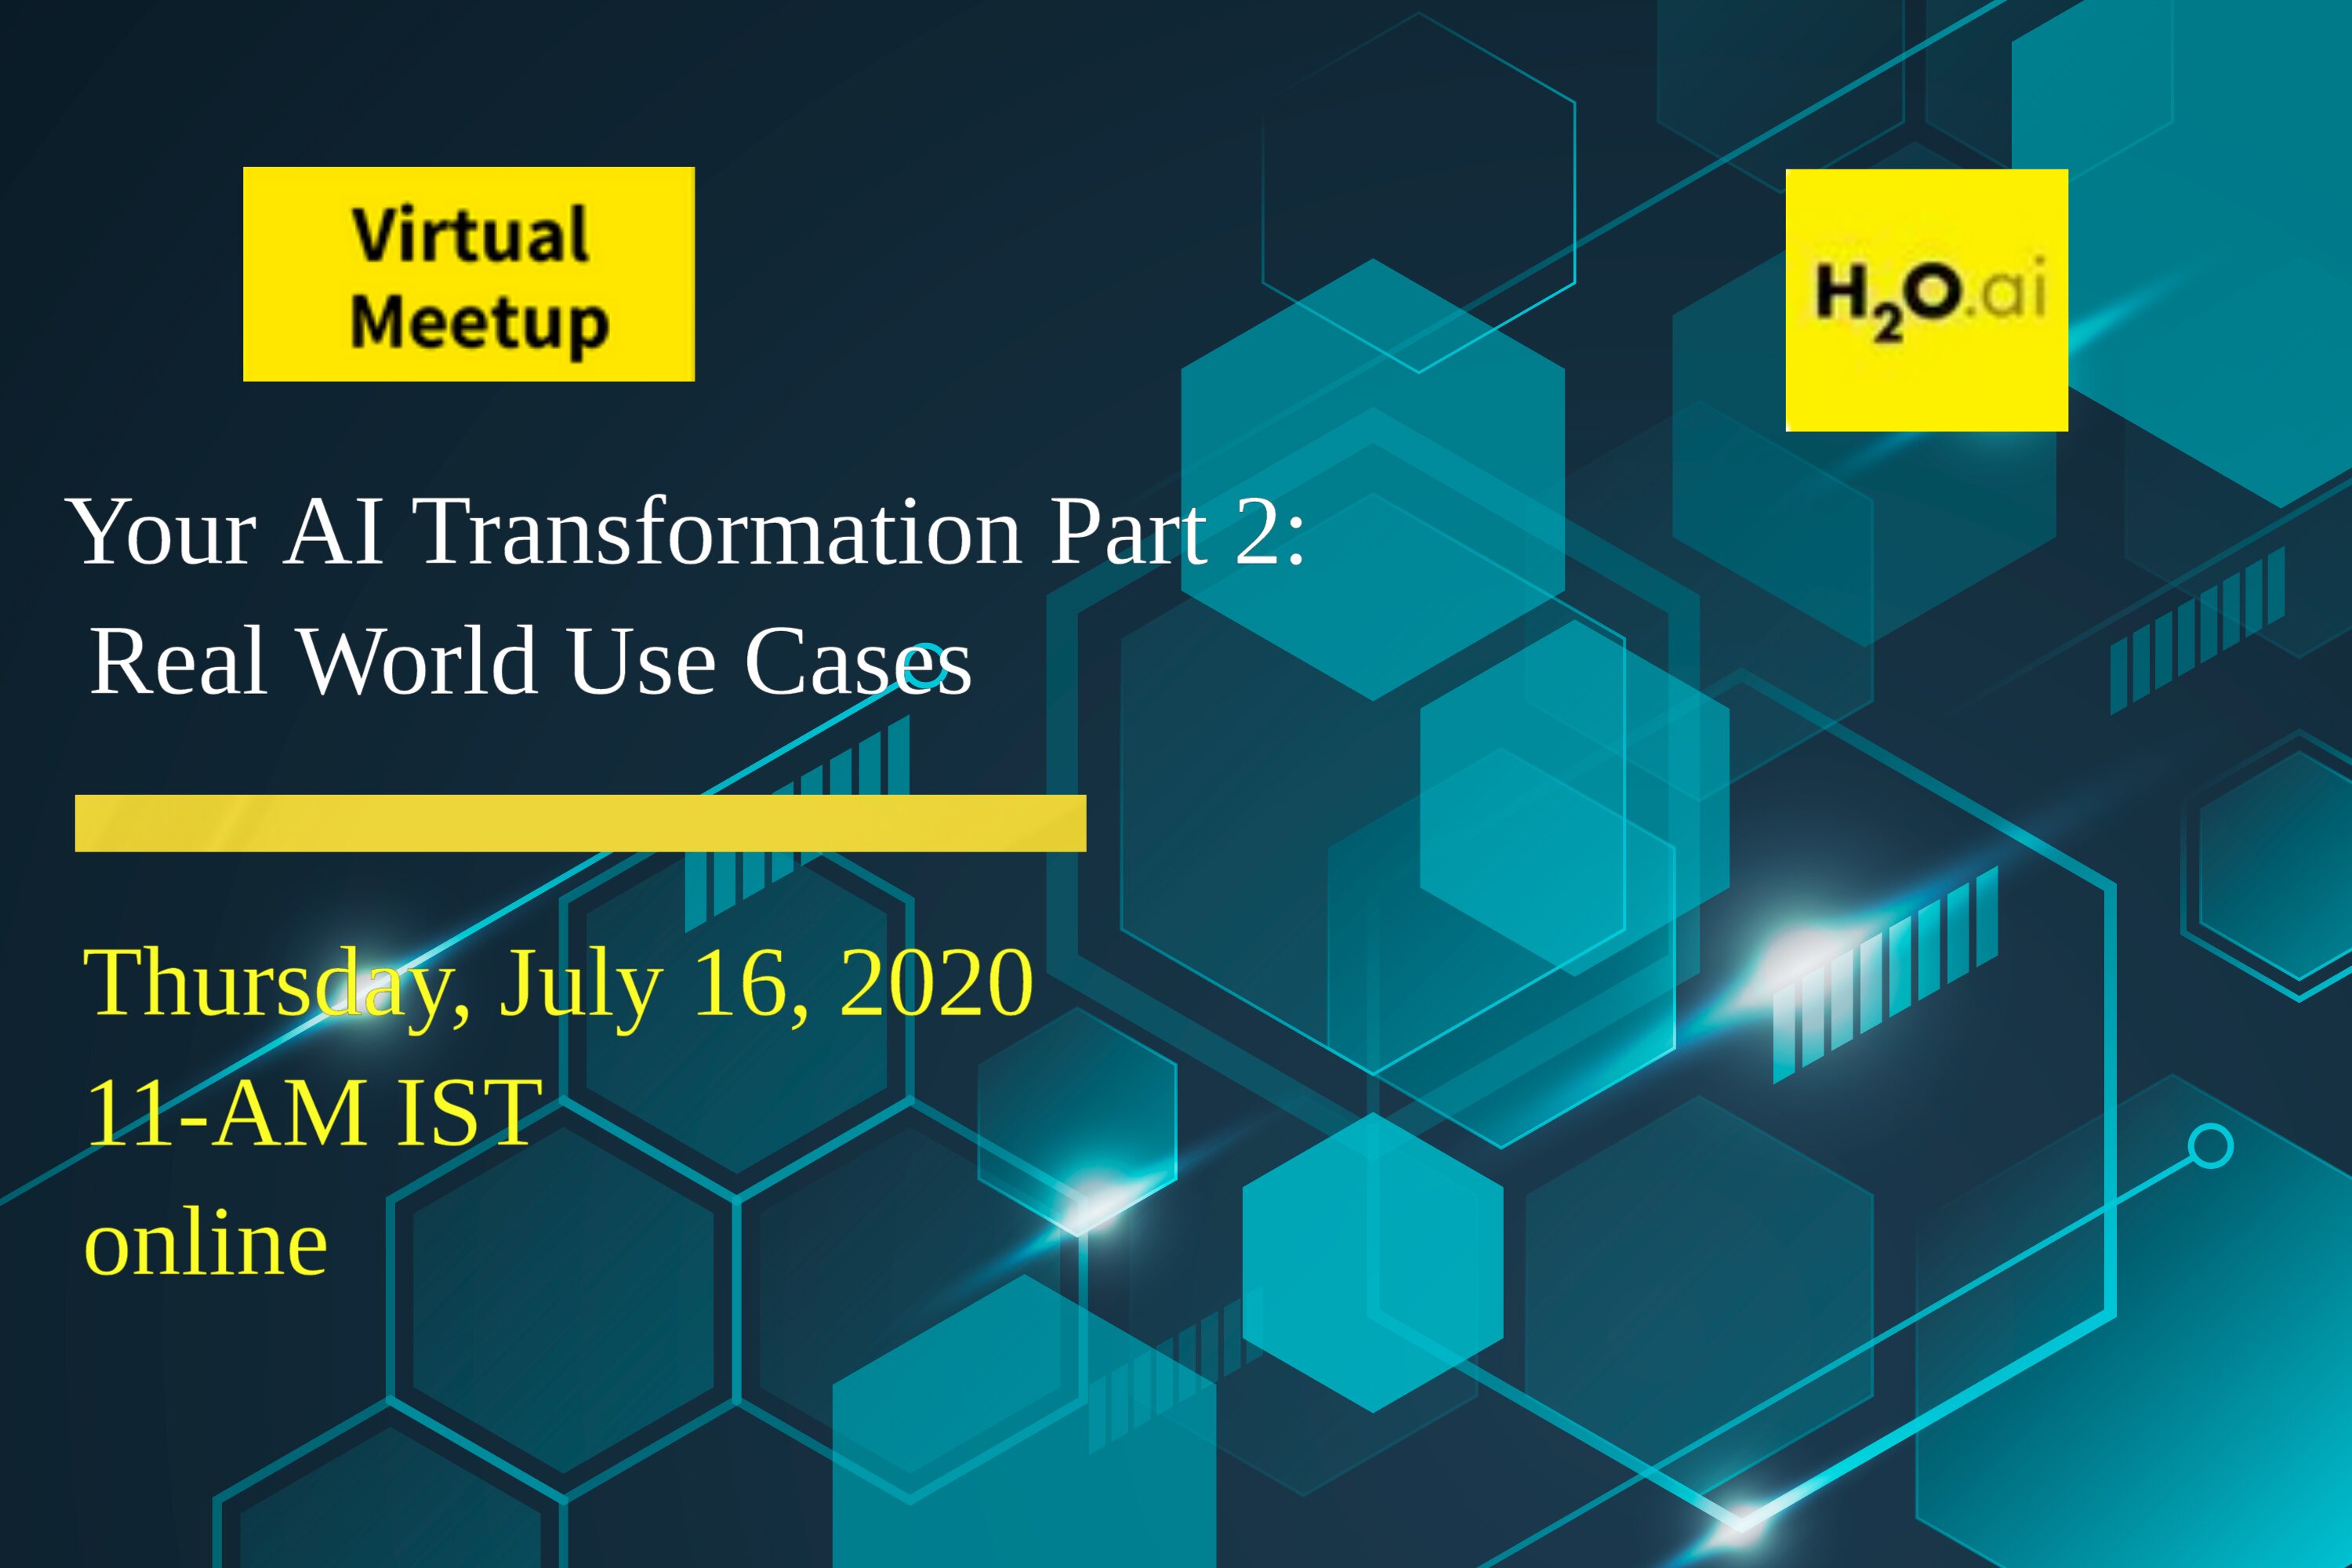 Virtual
Meetup
H2O.ai
Your AI Transformation Part 2:
Real World Use Cases
Thursday, July 16, 2020
11-AM IST
online